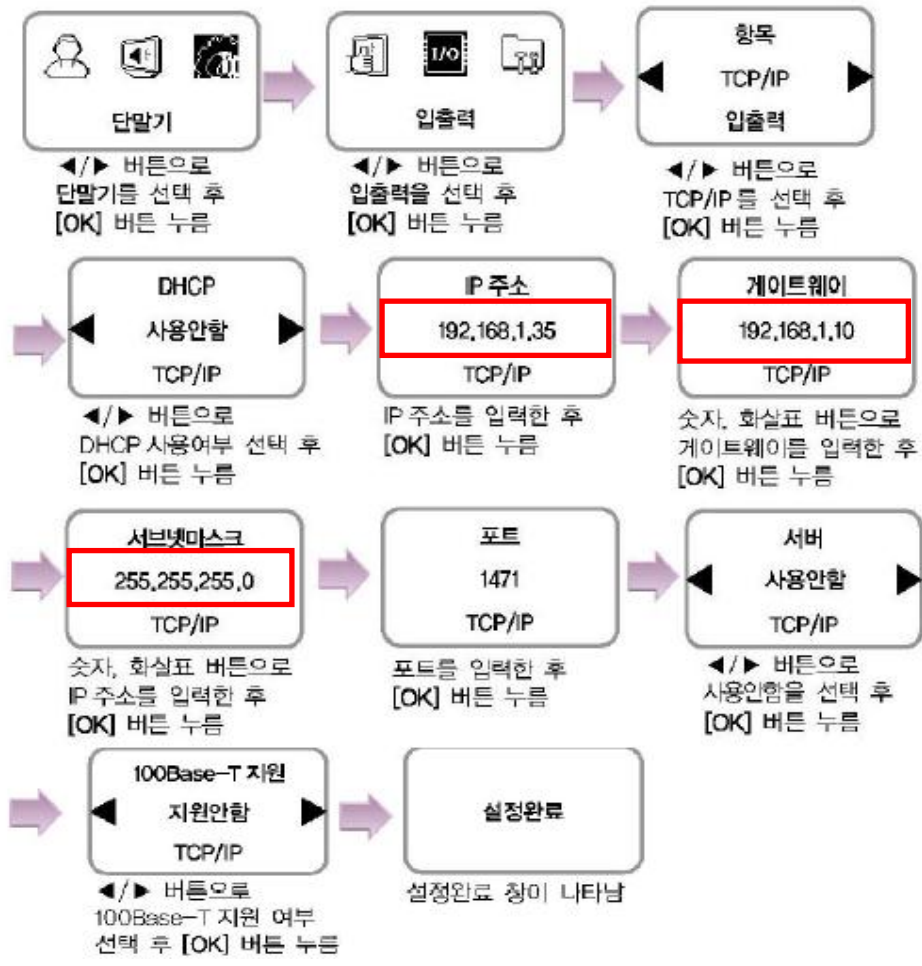 I/O
단말기
◀/▶ 버튼으로
단말기를 선택 후
[OK] 버튼 누름
입출력
◀/▶ 버튼으로
입출력을 선택 후
[OK] 버튼 누름
항목
TCP/IP
입출력
◀/▶ 버튼으로
TCP/IP를 선택 후
[OK] 버튼 누름
DHCP
사용안함
TCP/IP
◀/▶ 버튼으로
DHCP 사용여부 선택 후
[OK] 버튼 누름
IP 주소
192.168.1.35
TCP/IP
IP 주소를 입력한 후
[OK] 버튼 누름
게이트웨이
192.168.1.10
TCP/IP
숫자, 화살표 버튼으로
게이트웨이를 입력한 후
[OK] 버튼 누름
서브넷마스크
255.255.255.0
TCP/IP
숫자, 화살표 버튼으로
IP 주소를 입력한 후
[OK] 버튼 누름
포트
1471
TCP/IP
포트를 입력한 후
[OK] 버튼 누름
서버
사용안함
TCP/IP
◀/▶ 버튼으로
사용안함을 선택 후
[OK] 버튼 누름
100Base-T 지원
지원안함
TCP/IP
◀/▶ 버튼으로
100Base-T 지원 여부
선택 후 [OK] 버튼 누름
설정완료
설정완료 창이 나타남